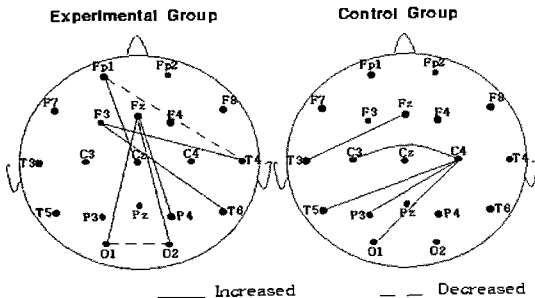 Experimental Group Control Group
Fp1 Fp2 Fp1 Fp2
F7 F3 Fz F4 F8 F7 F3 Fz F4 F8
T3 C3 Cz C4 T4 T3 C3 Cz C4 T4
T5 P3 Pz P4 T6 T5 P3 Pz P4 T6
O1 O2 O1 O2
Increased Decreased